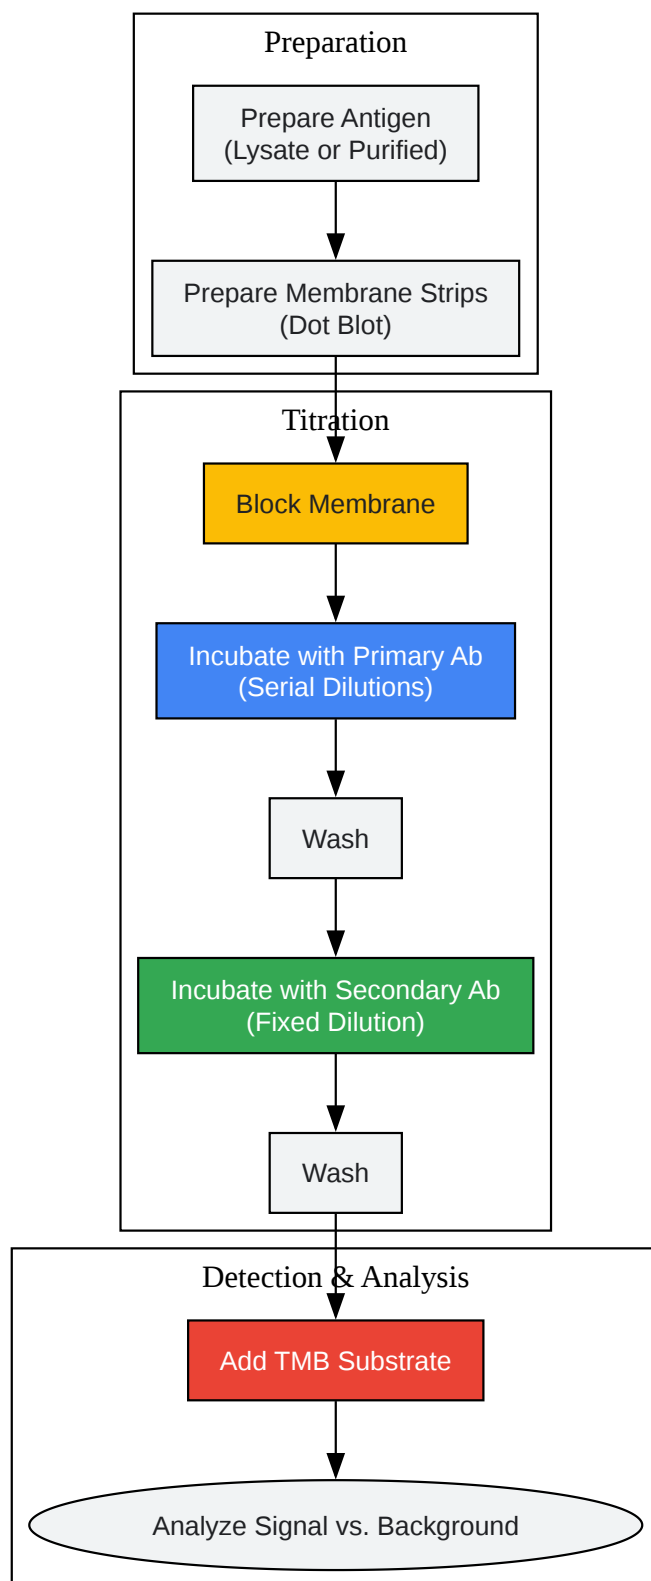 Preparation
Prepare Antigen
(Lysate or Purified)
Prepare Membrane Strips
(Dot Blot)
Titration
Block Membrane
Incubate with Primary Ab
(Serial Dilutions)
Wash
Incubate with Secondary Ab
(Fixed Dilution)
Wash
Detection & Analysis
Add TMB Substrate
Analyze Signal vs. Background